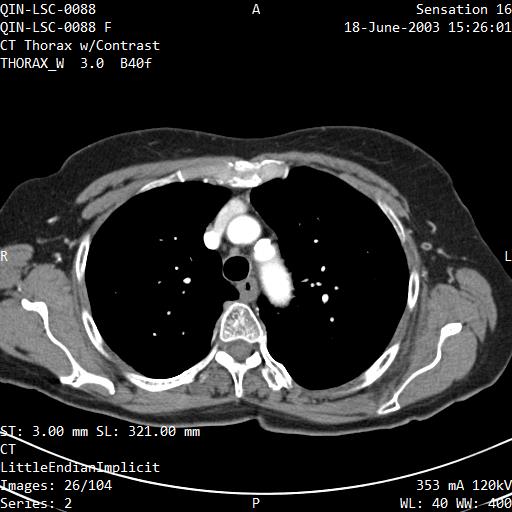 QIN-LSC-0088
A
Sensation 16
QIN-LSC-0088 F
18-June-2003 15:26:01
CT Thorax w/Contrast
THORAX_W 3.0 B40f
R
L
ST: 3.00 mm SL: 321.00 mm
CT
LittleEndianImplicit
Images: 26/104
353 mA 120kV
Series: 2
P
WL: 40 WW: 400